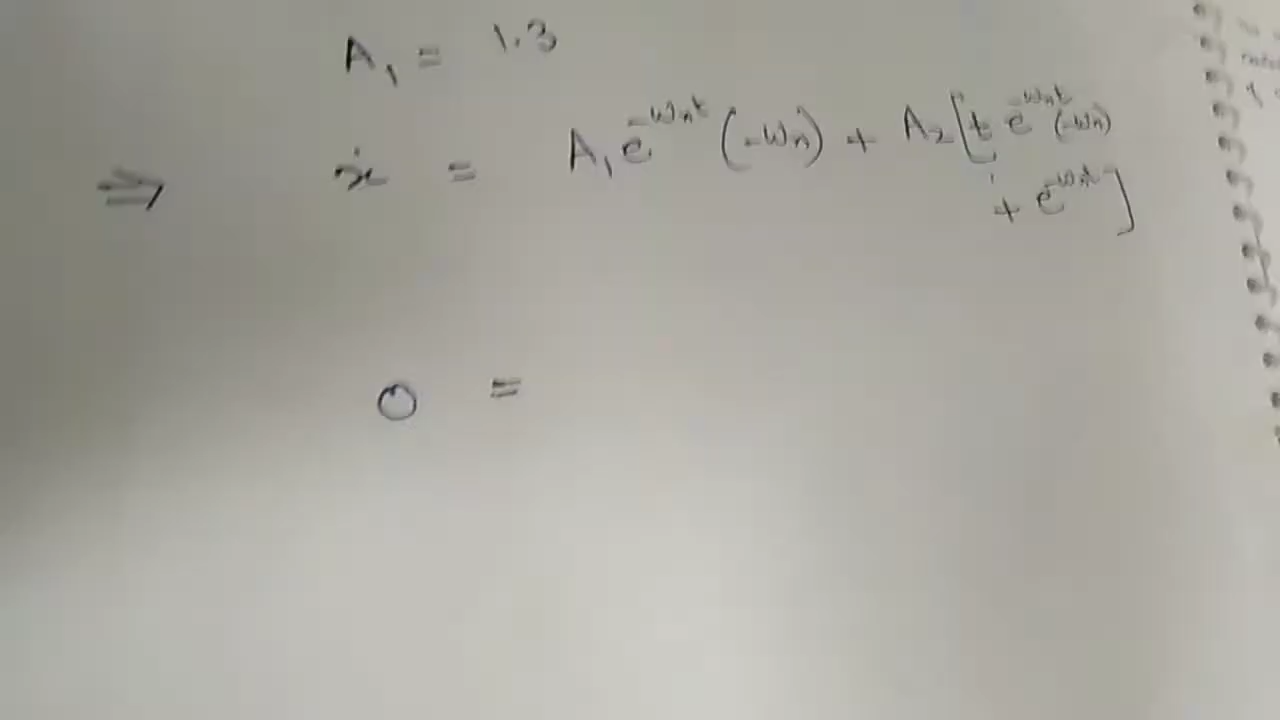 A₁ = 1.3
⇒ ẋ = A₁e^{-ωₙt} (-ωₙ) + A₂[t e^{-ωₙt} (-ωₙ)
+ e^{-ωₙt}]
0 =